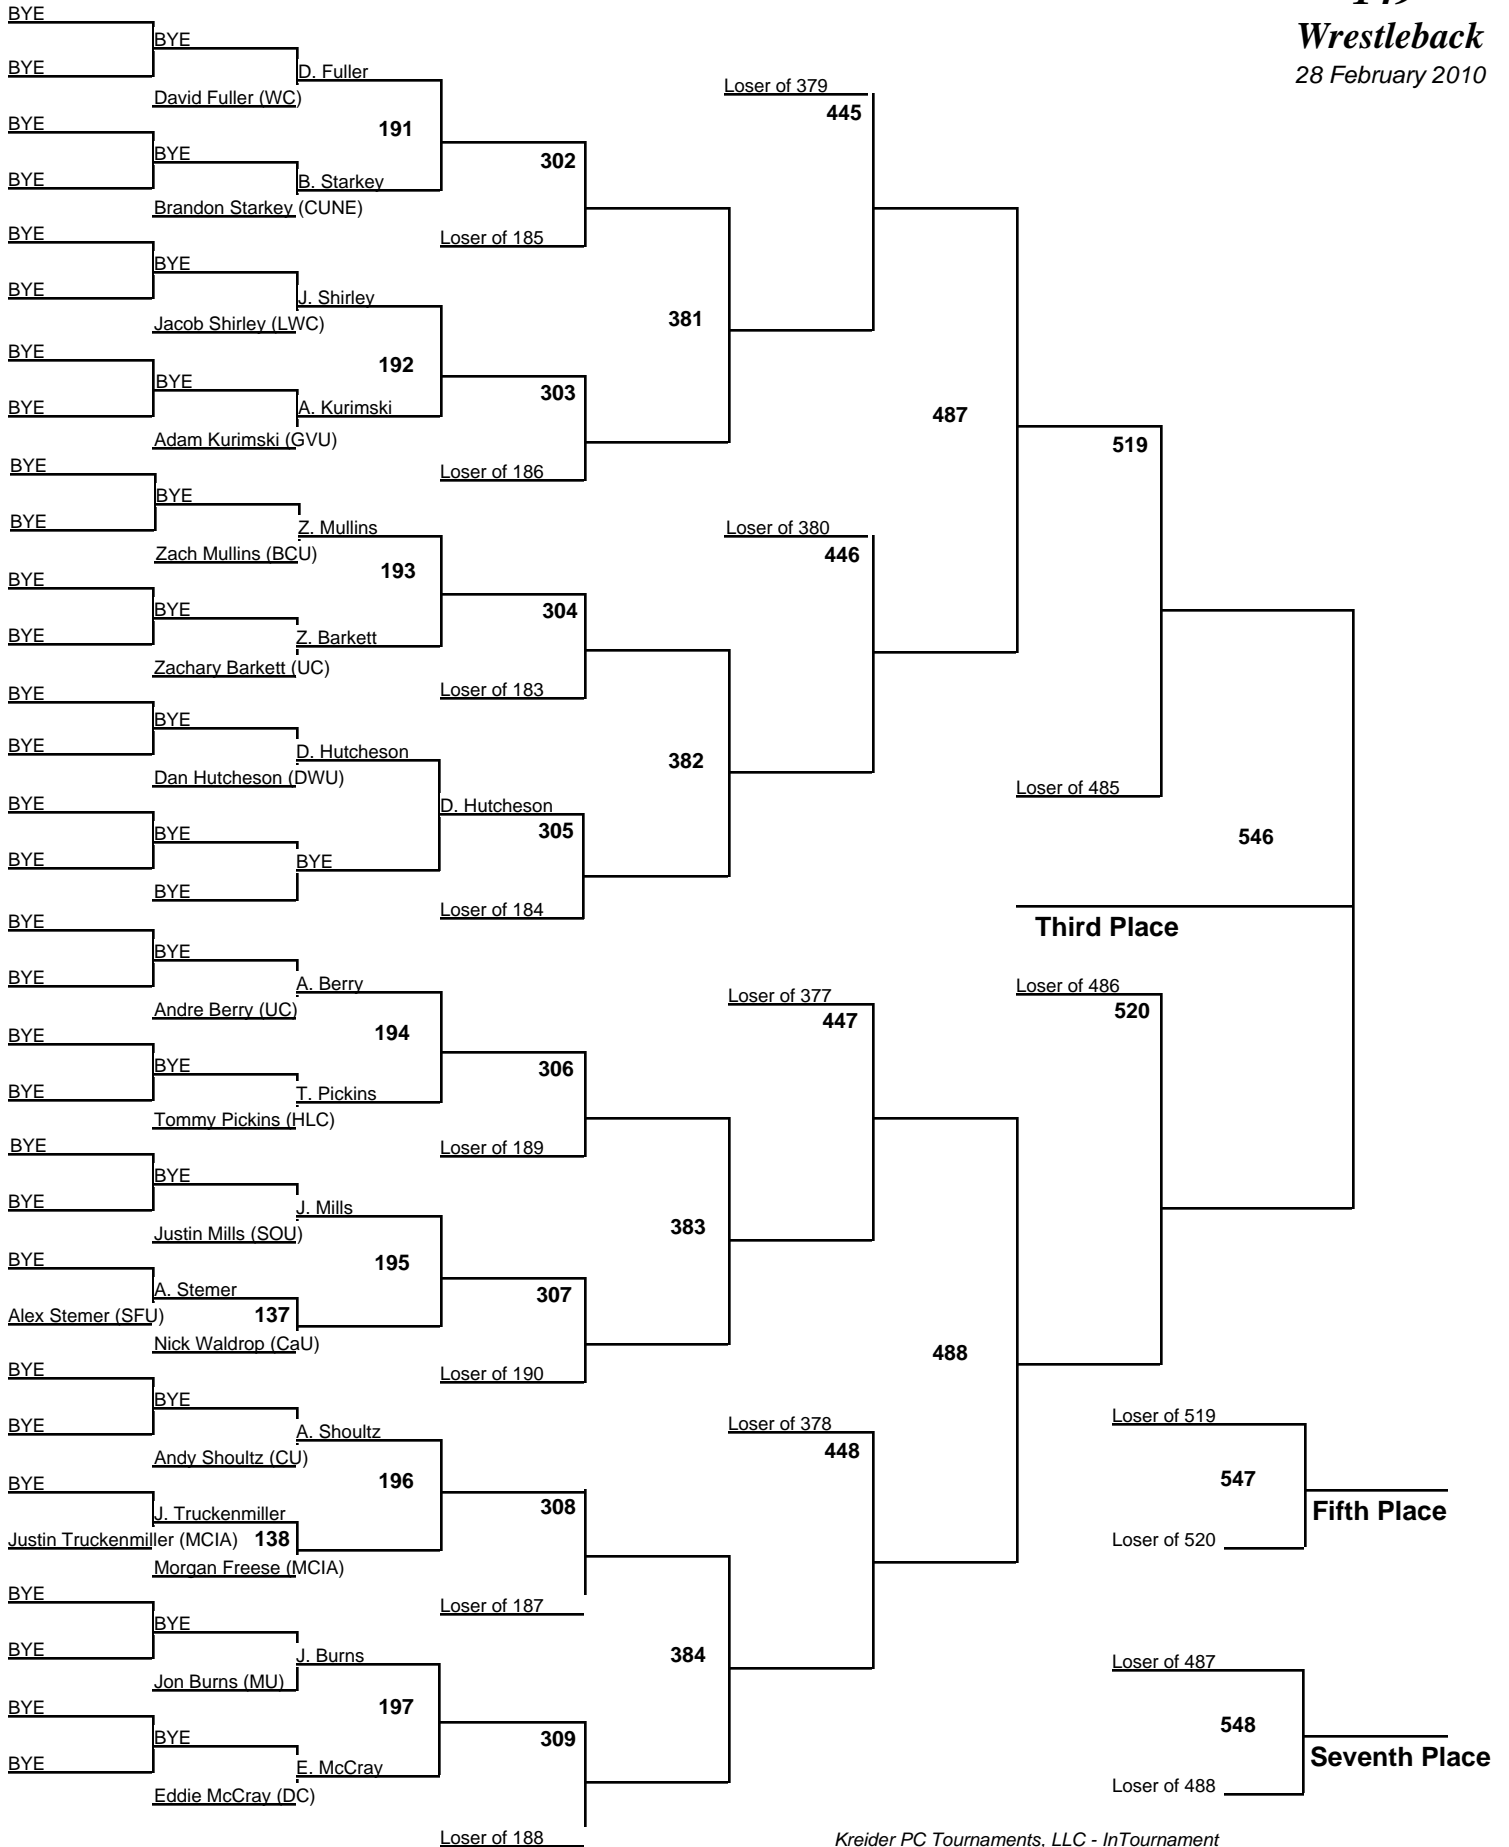 Wrestleback
28 February 2010
BYE
BYE
BYE
D. Fuller
David Fuller (WC)
191
BYE
BYE
BYE
B. Starkey
Brandon Starkey (CUNE)
302
Loser of 185
BYE
BYE
BYE
J. Shirley
Jacob Shirley (LWC)
192
BYE
BYE
BYE
A. Kurimski
Adam Kurimski (GVU)
303
Loser of 186
381
Loser of 379
445
BYE
BYE
BYE
Z. Mullins
Zach Mullins (BCU)
193
BYE
BYE
BYE
Z. Barkett
Zachary Barkett (UC)
304
Loser of 183
BYE
BYE
BYE
D. Hutcheson
Dan Hutcheson (DWU)
D. Hutcheson
BYE
BYE
BYE
BYE
BYE
305
Loser of 184
382
Loser of 380
446
487
519
Loser of 485
546
Third Place
BYE
BYE
BYE
A. Berry
Andre Berry (UC)
194
BYE
BYE
BYE
T. Pickins
Tommy Pickins (HLC)
306
Loser of 189
BYE
BYE
BYE
J. Mills
Justin Mills (SOU)
195
BYE
A. Stemer
Alex Stemer (SFU)
137
Nick Waldrop (CaU)
307
Loser of 190
383
Loser of 377
447
Loser of 486
520
BYE
BYE
BYE
A. Shoultz
Andy Shoultz (CU)
196
BYE
J. Truckenmiller
Justin Truckenmiller (MCIA)
138
Morgan Freese (MCIA)
308
Loser of 187
BYE
BYE
BYE
J. Burns
Jon Burns (MU)
197
BYE
BYE
BYE
E. McCray
Eddie McCray (DC)
309
Loser of 188
384
Loser of 378
448
488
Loser of 519
547
Fifth Place
Loser of 520
Loser of 487
548
Seventh Place
Loser of 488
Kreider PC Tournaments, LLC - InTournament